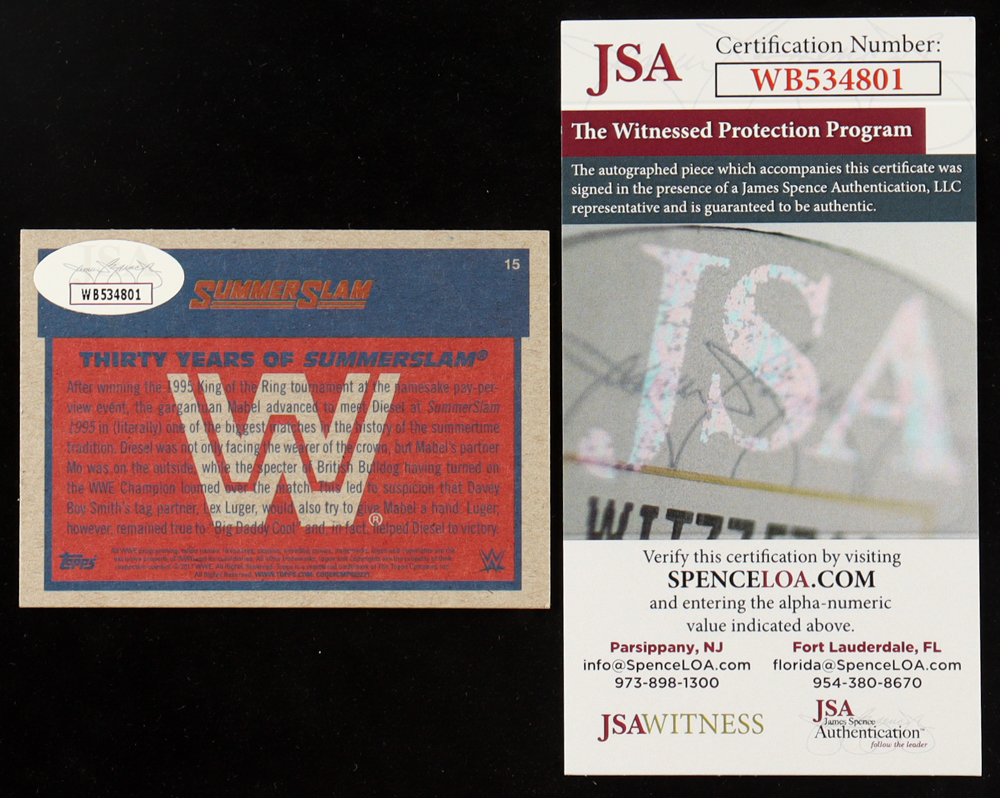 WB534801
SUMMERSLAM
15
THIRTY YEARS OF SUMMERSLAM®
After winning the 1995 King of the Ring tournament at the namesake pay-per-
view event, the gargantuan Mabel advanced to meet Diesel at SummerSlam
1995 in (literally) one of the biggest matches in the history of the summertime
tradition. Diesel was not only facing the wearer of the crown, but Mabel's partner
Mo was on the outside, while the specter of British Bulldog having turned on
the WWE Champion loomed over the match. This led to suspicion that Davey
Boy Smith's tag partner, Lex Luger, would also try to give Mabel a hand. Luger,
however, remained true to "Big Daddy Cool" and, in fact, helped Diesel to victory.
®
Topps
W
JSA
Certification Number:
WB534801
The Witnessed Protection Program
The autographed piece which accompanies this certificate was
signed in the presence of a James Spence Authentication, LLC
representative and is guaranteed to be authentic.
JSA
Verify this certification by visiting
SPENCELOA.COM
and entering the alpha-numeric
value indicated above.
Parsippany, NJ
info@SpenceLOA.com
973-898-1300
Fort Lauderdale, FL
florida@SpenceLOA.com
954-380-8670
JSAWITNESS
JSA
James Spence
Authentication
follow the leader